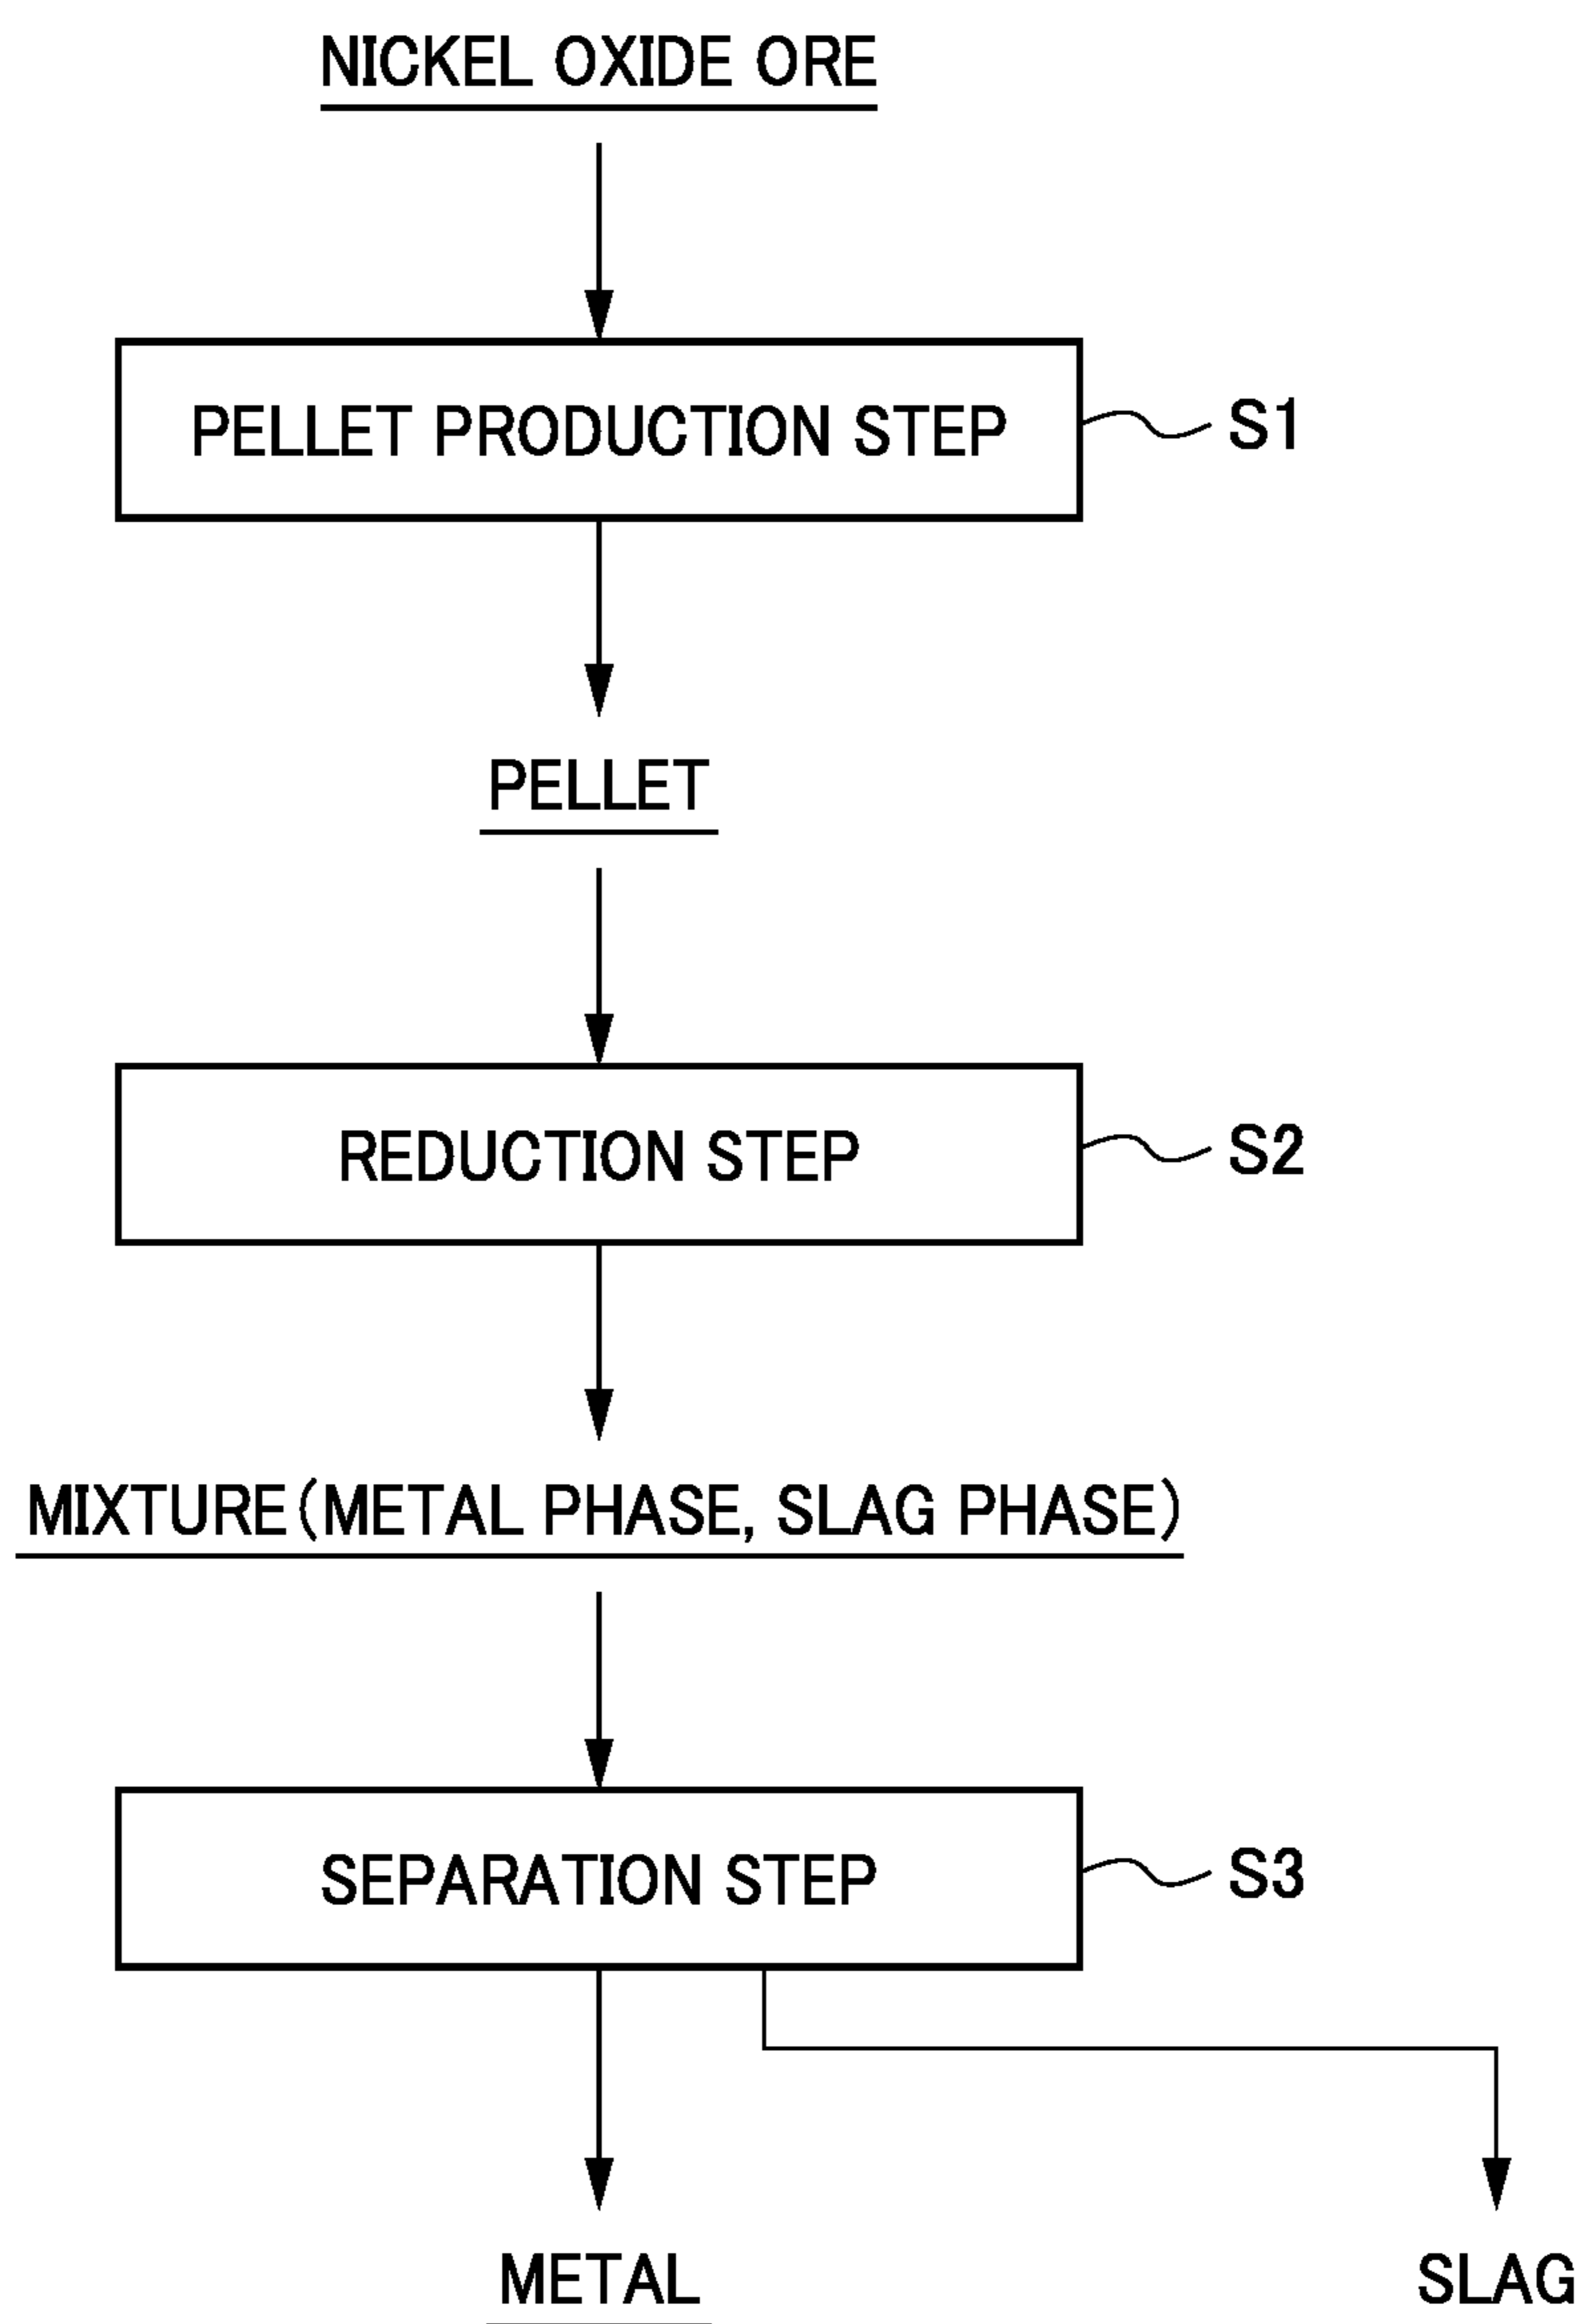 NICKEL OXIDE ORE
PELLET PRODUCTION STEP
S1
PELLET
REDUCTION STEP
S2
MIXTURE(METAL PHASE, SLAG PHASE)
SEPARATION STEP
S3
METAL
SLAG